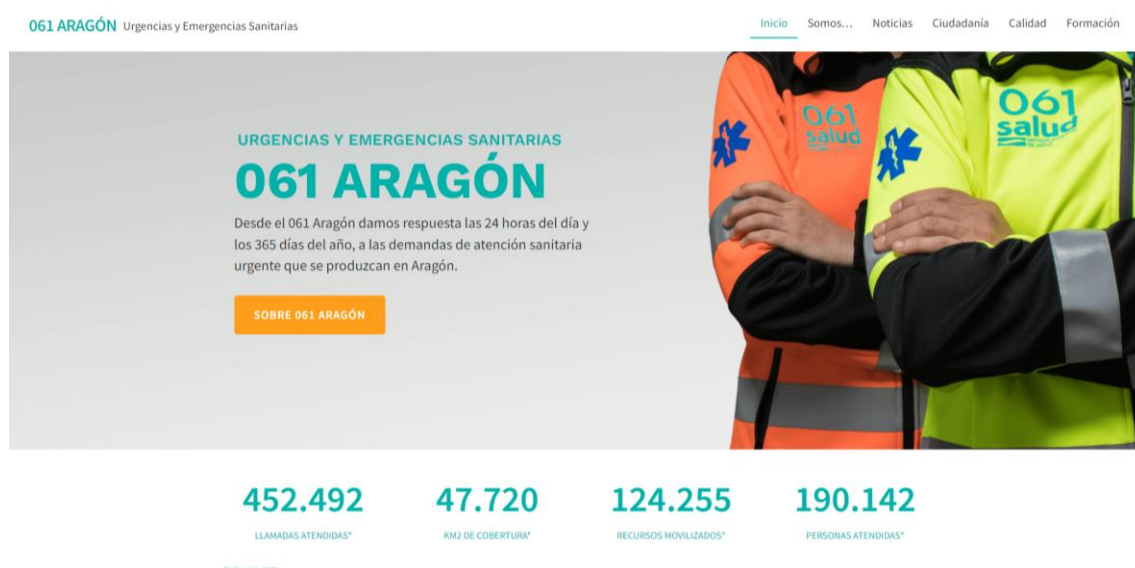 061 ARAGÓN Urgencias y Emergencias Sanitarias
Inicio Somos... Noticias Ciudadanía Calidad Formación
URGENCIAS Y EMERGENCIAS SANITARIAS
061 ARAGÓN
Desde el 061 Aragón damos respuesta las 24 horas del día y
los 365 días del año, a las demandas de atención sanitaria
urgente que se produzcan en Aragón.
SOBRE 061 ARAGÓN
061
salud
061
salud
452.492 47.720 124.255 190.142
LLAMADAS ATENDIDAS* KM2 DE COBERTURA* RECURSOS MOVILIZADOS* PERSONAS ATENDIDAS*